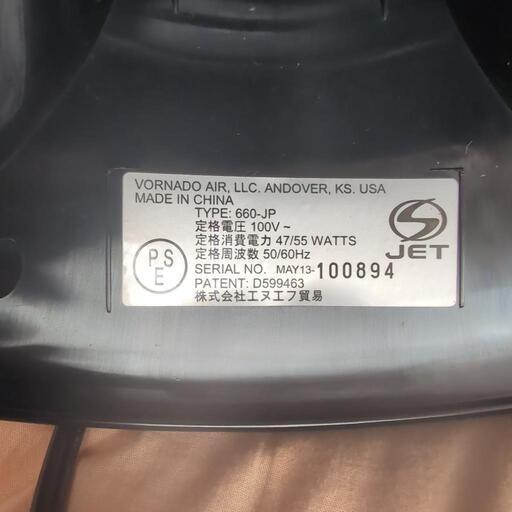 VORNADO AIR, LLC. ANDOVER, KS. USA
MADE IN CHINA
TYPE: 660-JP
定格電圧 100V ~
定格消費電力 47/55 WATTS
定格周波数 50/60Hz
SERIAL NO. MAY13-100894
PATENT: D599463
株式会社エヌエフ貿易
PS
E
JET